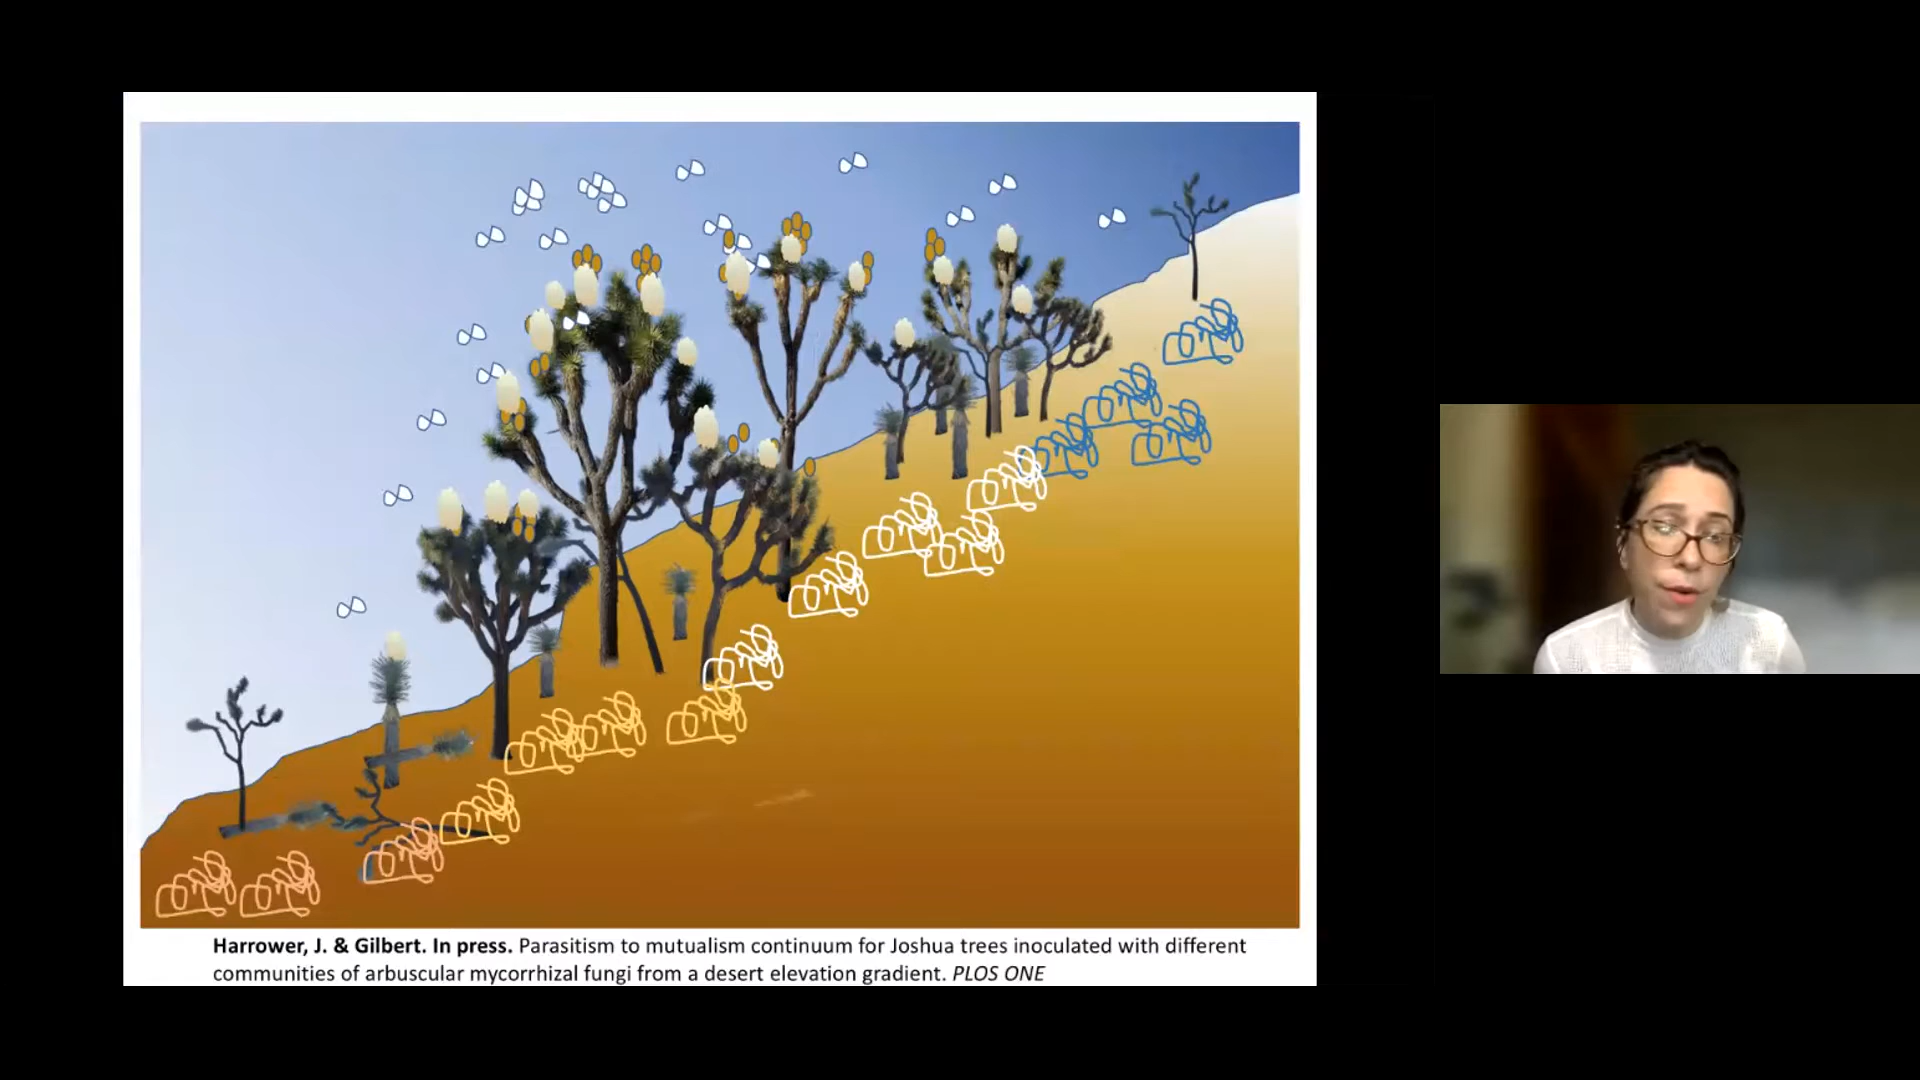 Harrower, J. & Gilbert. In press. Parasitism to mutualism continuum for Joshua trees inoculated with different
communities of arbuscular mycorrhizal fungi from a desert elevation gradient. PLOS ONE